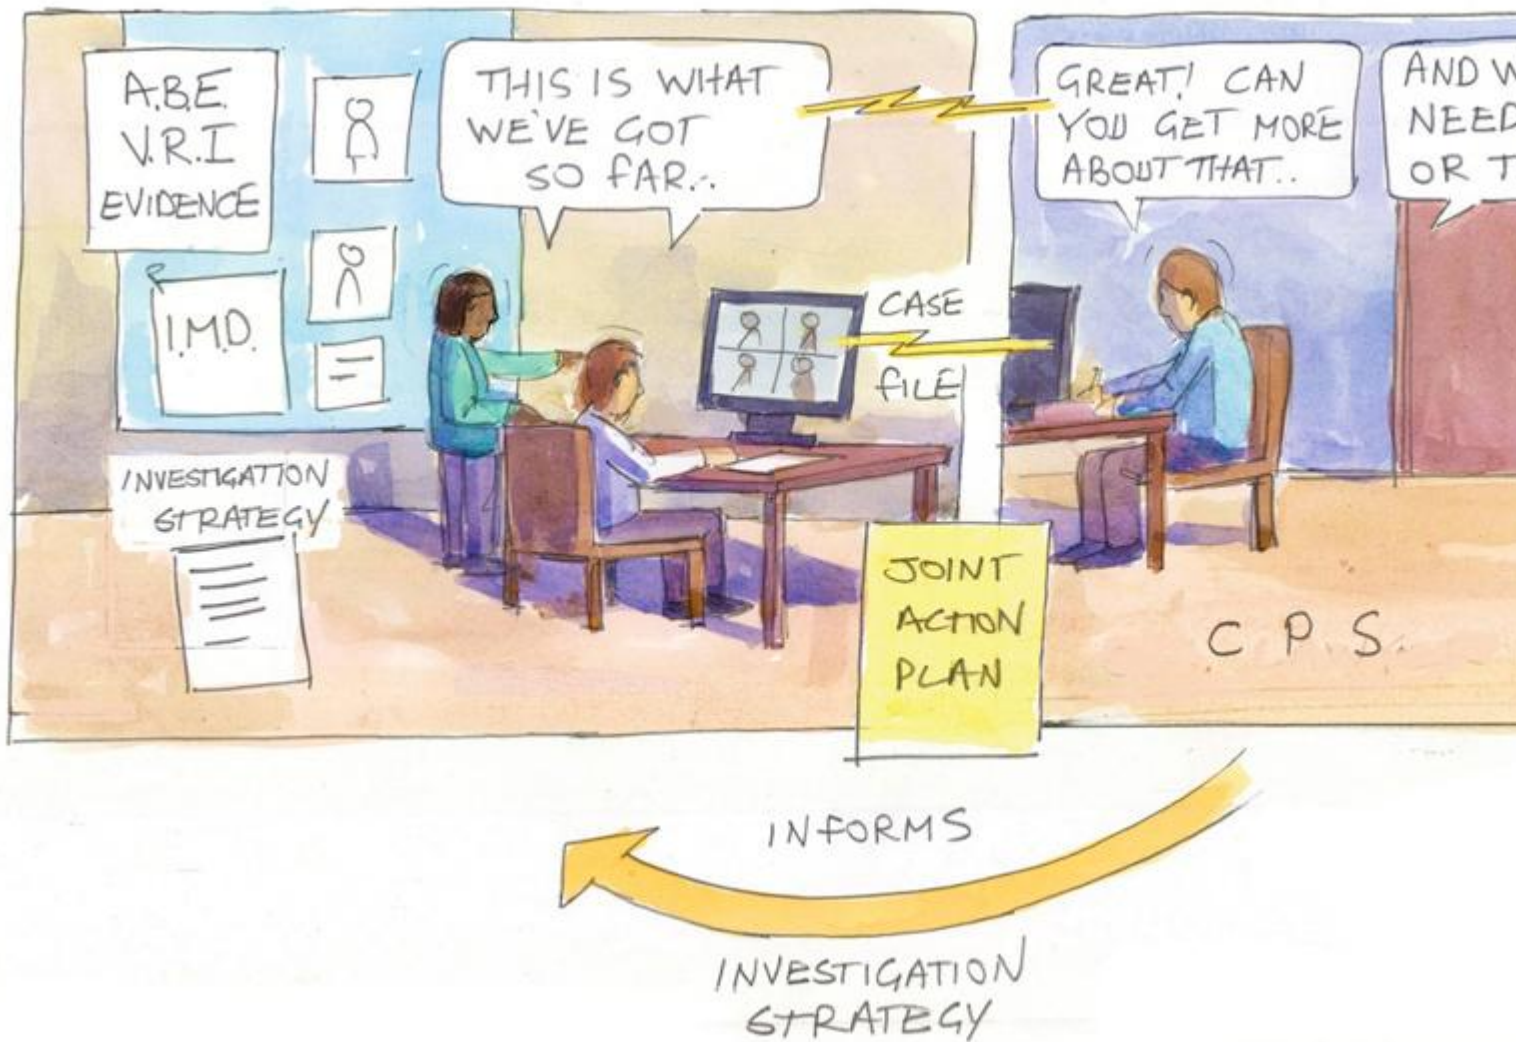 A.B.E.
V.R.I
EVIDENCE
I.M.D.
THIS IS WHAT
WE'VE GOT
SO FAR...
GREAT! CAN
YOU GET MORE
ABOUT THAT..
AND
NEED
OR
CASE
FILE
INVESTIGATION
STRATEGY
JOINT
ACTION
PLAN
C P. S.
INFORMS
INVESTIGATION
STRATEGY